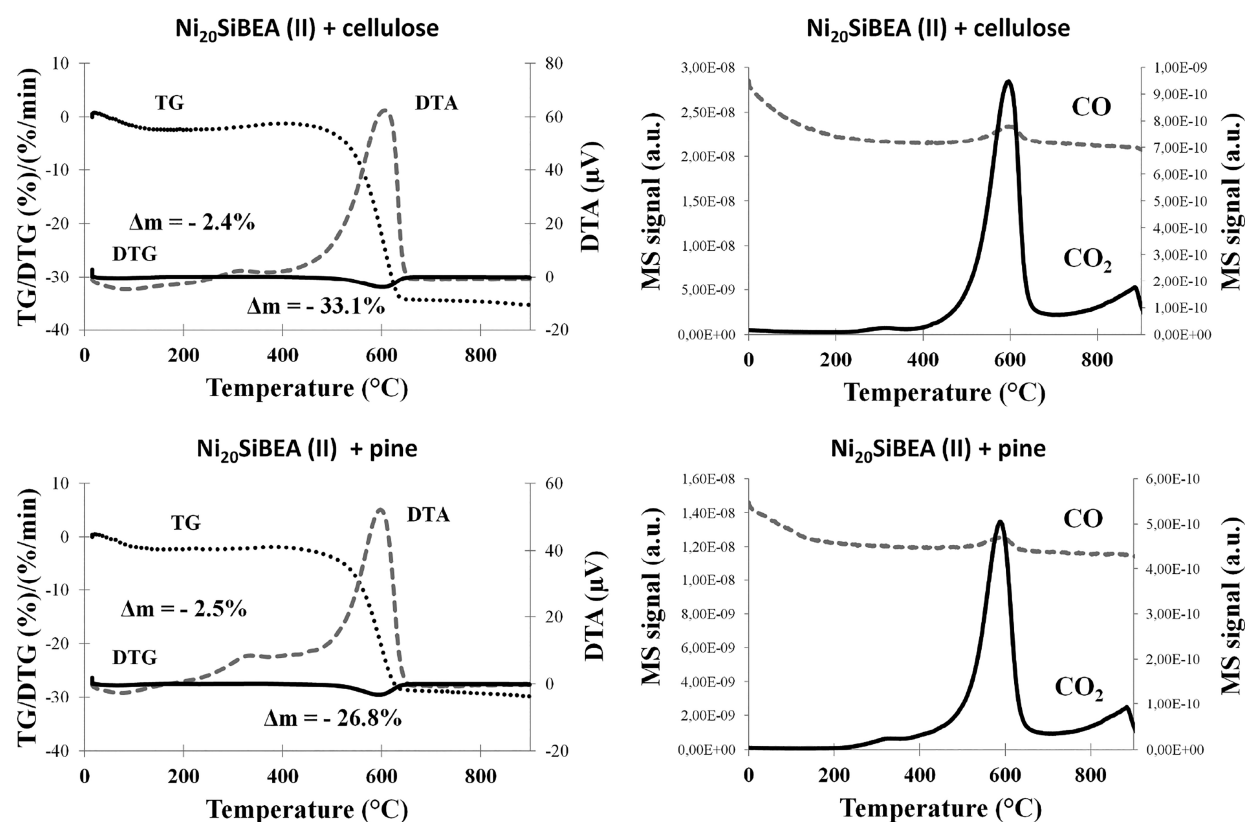 Ni₂₀SiBEA (II) + cellulose
TG/DTG (%)/(%/min)
10
0
-10
-20
-30
-40
TG
DTA
Δm = - 2.4%
DTG
Δm = - 33.1%
80
60
40
20
0
-20
DTA (µV)
0 200 400 600 800
Temperature (°C)
Ni₂₀SiBEA (II) + cellulose
MS signal (a.u.)
3,00E-08
2,50E-08
2,00E-08
1,50E-08
1,00E-08
5,00E-09
0,00E+00
CO
CO₂
1,00E-09
9,00E-10
8,00E-10
7,00E-10
6,00E-10
5,00E-10
4,00E-10
3,00E-10
2,00E-10
1,00E-10
0,00E+00
MS signal (a.u.)
0 200 400 600 800
Temperature (°C)
Ni₂₀SiBEA (II) + pine
TG/DTG (%)/(%/min)
10
0
-10
-20
-30
-40
TG
DTA
Δm = - 2.5%
DTG
Δm = - 26.8%
60
40
20
0
-20
DTA (µV)
0 200 400 600 800
Temperature (°C)
Ni₂₀SiBEA (II) + pine
MS signal (a.u.)
1,60E-08
1,40E-08
1,20E-08
1,00E-08
8,00E-09
6,00E-09
4,00E-09
2,00E-09
0,00E+00
CO
CO₂
6,00E-10
5,00E-10
4,00E-10
3,00E-10
2,00E-10
1,00E-10
0,00E+00
MS signal (a.u.)
0 200 400 600 800
Temperature (°C)